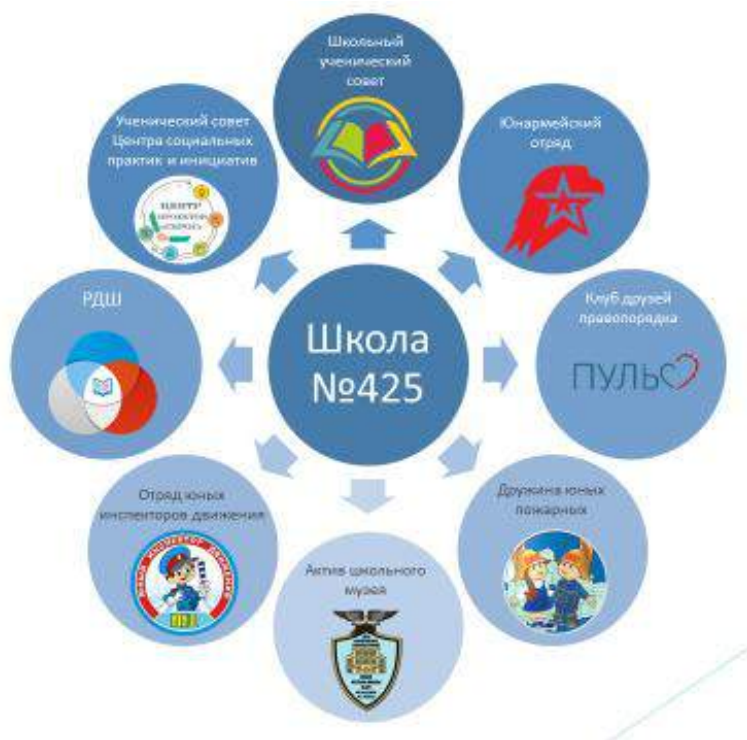 Школьный
ученический
совет
Юнармейский
отряд
Клуб друзей
правопорядка
ПУЛЬС
Дружина юных
пожарных
Актив школьного
музея
Отряд юных
инспекторов движения
РДШ
Ученический совет
Центра социальных
практик и инициатив
ЦЕНТР
Школа
№425